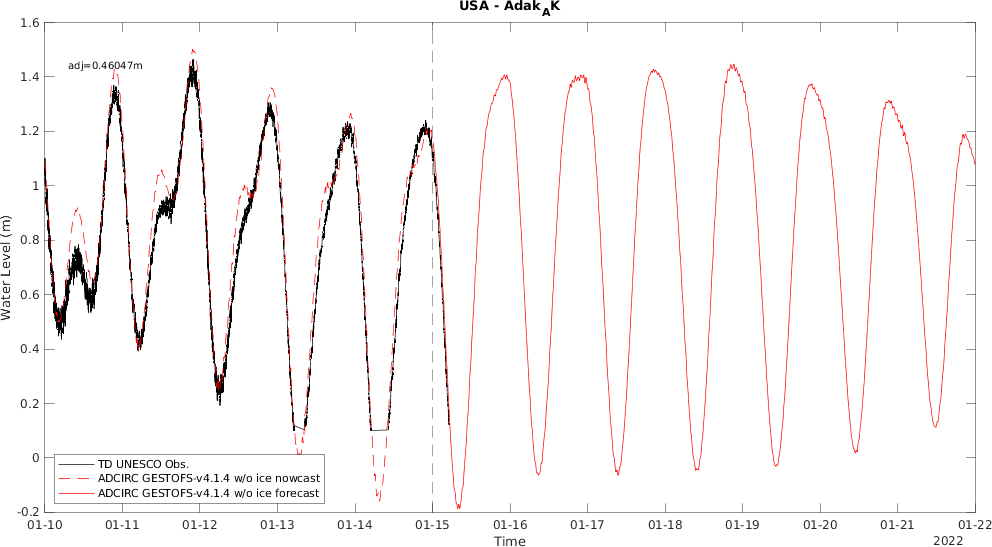 USA - Adak_AK
adj=0.46047m
1.6
1.4
1.2
1
0.8
0.6
0.4
0.2
0
-0.2
Water Level (m)
TD UNESCO Obs.
ADCIRC GESTOFS-v4.1.4 w/o ice nowcast
ADCIRC GESTOFS-v4.1.4 w/o ice forecast
01-10 01-11 01-12 01-13 01-14 01-15 01-16 01-17 01-18 01-19 01-20 01-21 01-22
Time
2022